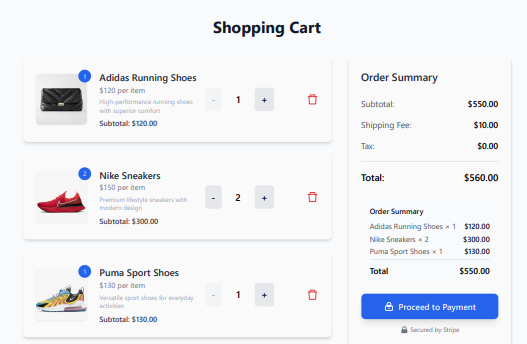 Shopping Cart
1
Adidas Running Shoes
$120 per item
High-performance running shoes
with superior comfort
Subtotal: $120.00
- 1 +
2
Nike Sneakers
$150 per item
Premium lifestyle sneakers with
modern design
Subtotal: $300.00
- 2 +
1
Puma Sport Shoes
$130 per item
Versatile sport shoes for everyday
activities
Subtotal: $130.00
- 1 +
Order Summary
Subtotal: $550.00
Shipping Fee: $10.00
Tax: $0.00
Total: $560.00
Order Summary
Adidas Running Shoes × 1 $120.00
Nike Sneakers × 2 $300.00
Puma Sport Shoes × 1 $130.00
Total $550.00
Proceed to Payment
Secured by Stripe